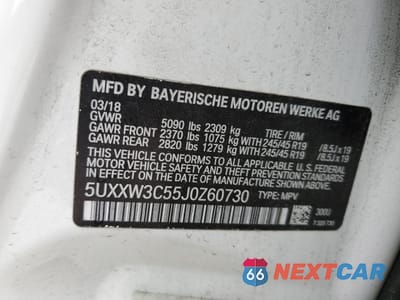 MFD BY BAYERISCHE MOTOREN WERKE AG
03/18
GVWR 5090 lbs 2309 kg TIRE / RIM
GAWR FRONT 2370 lbs 1075 kg 245/45 R19 /8.5J x 19
GAWR REAR 2820 lbs 1279 kg 245/45 R19 /8.5J x 19
THIS VEHICLE CONFORMS TO ALL APPLICABLE FEDERAL MOTOR
VEHICLE SAFETY AND THEFT PREVENTION STANDARDS IN
EFFECT ON THE DATE OF MANUFACTURE SHOWN ABOVE.
5UXXW3C55J0Z60730 TYPE: MPV
300U
66 NEXTCAR